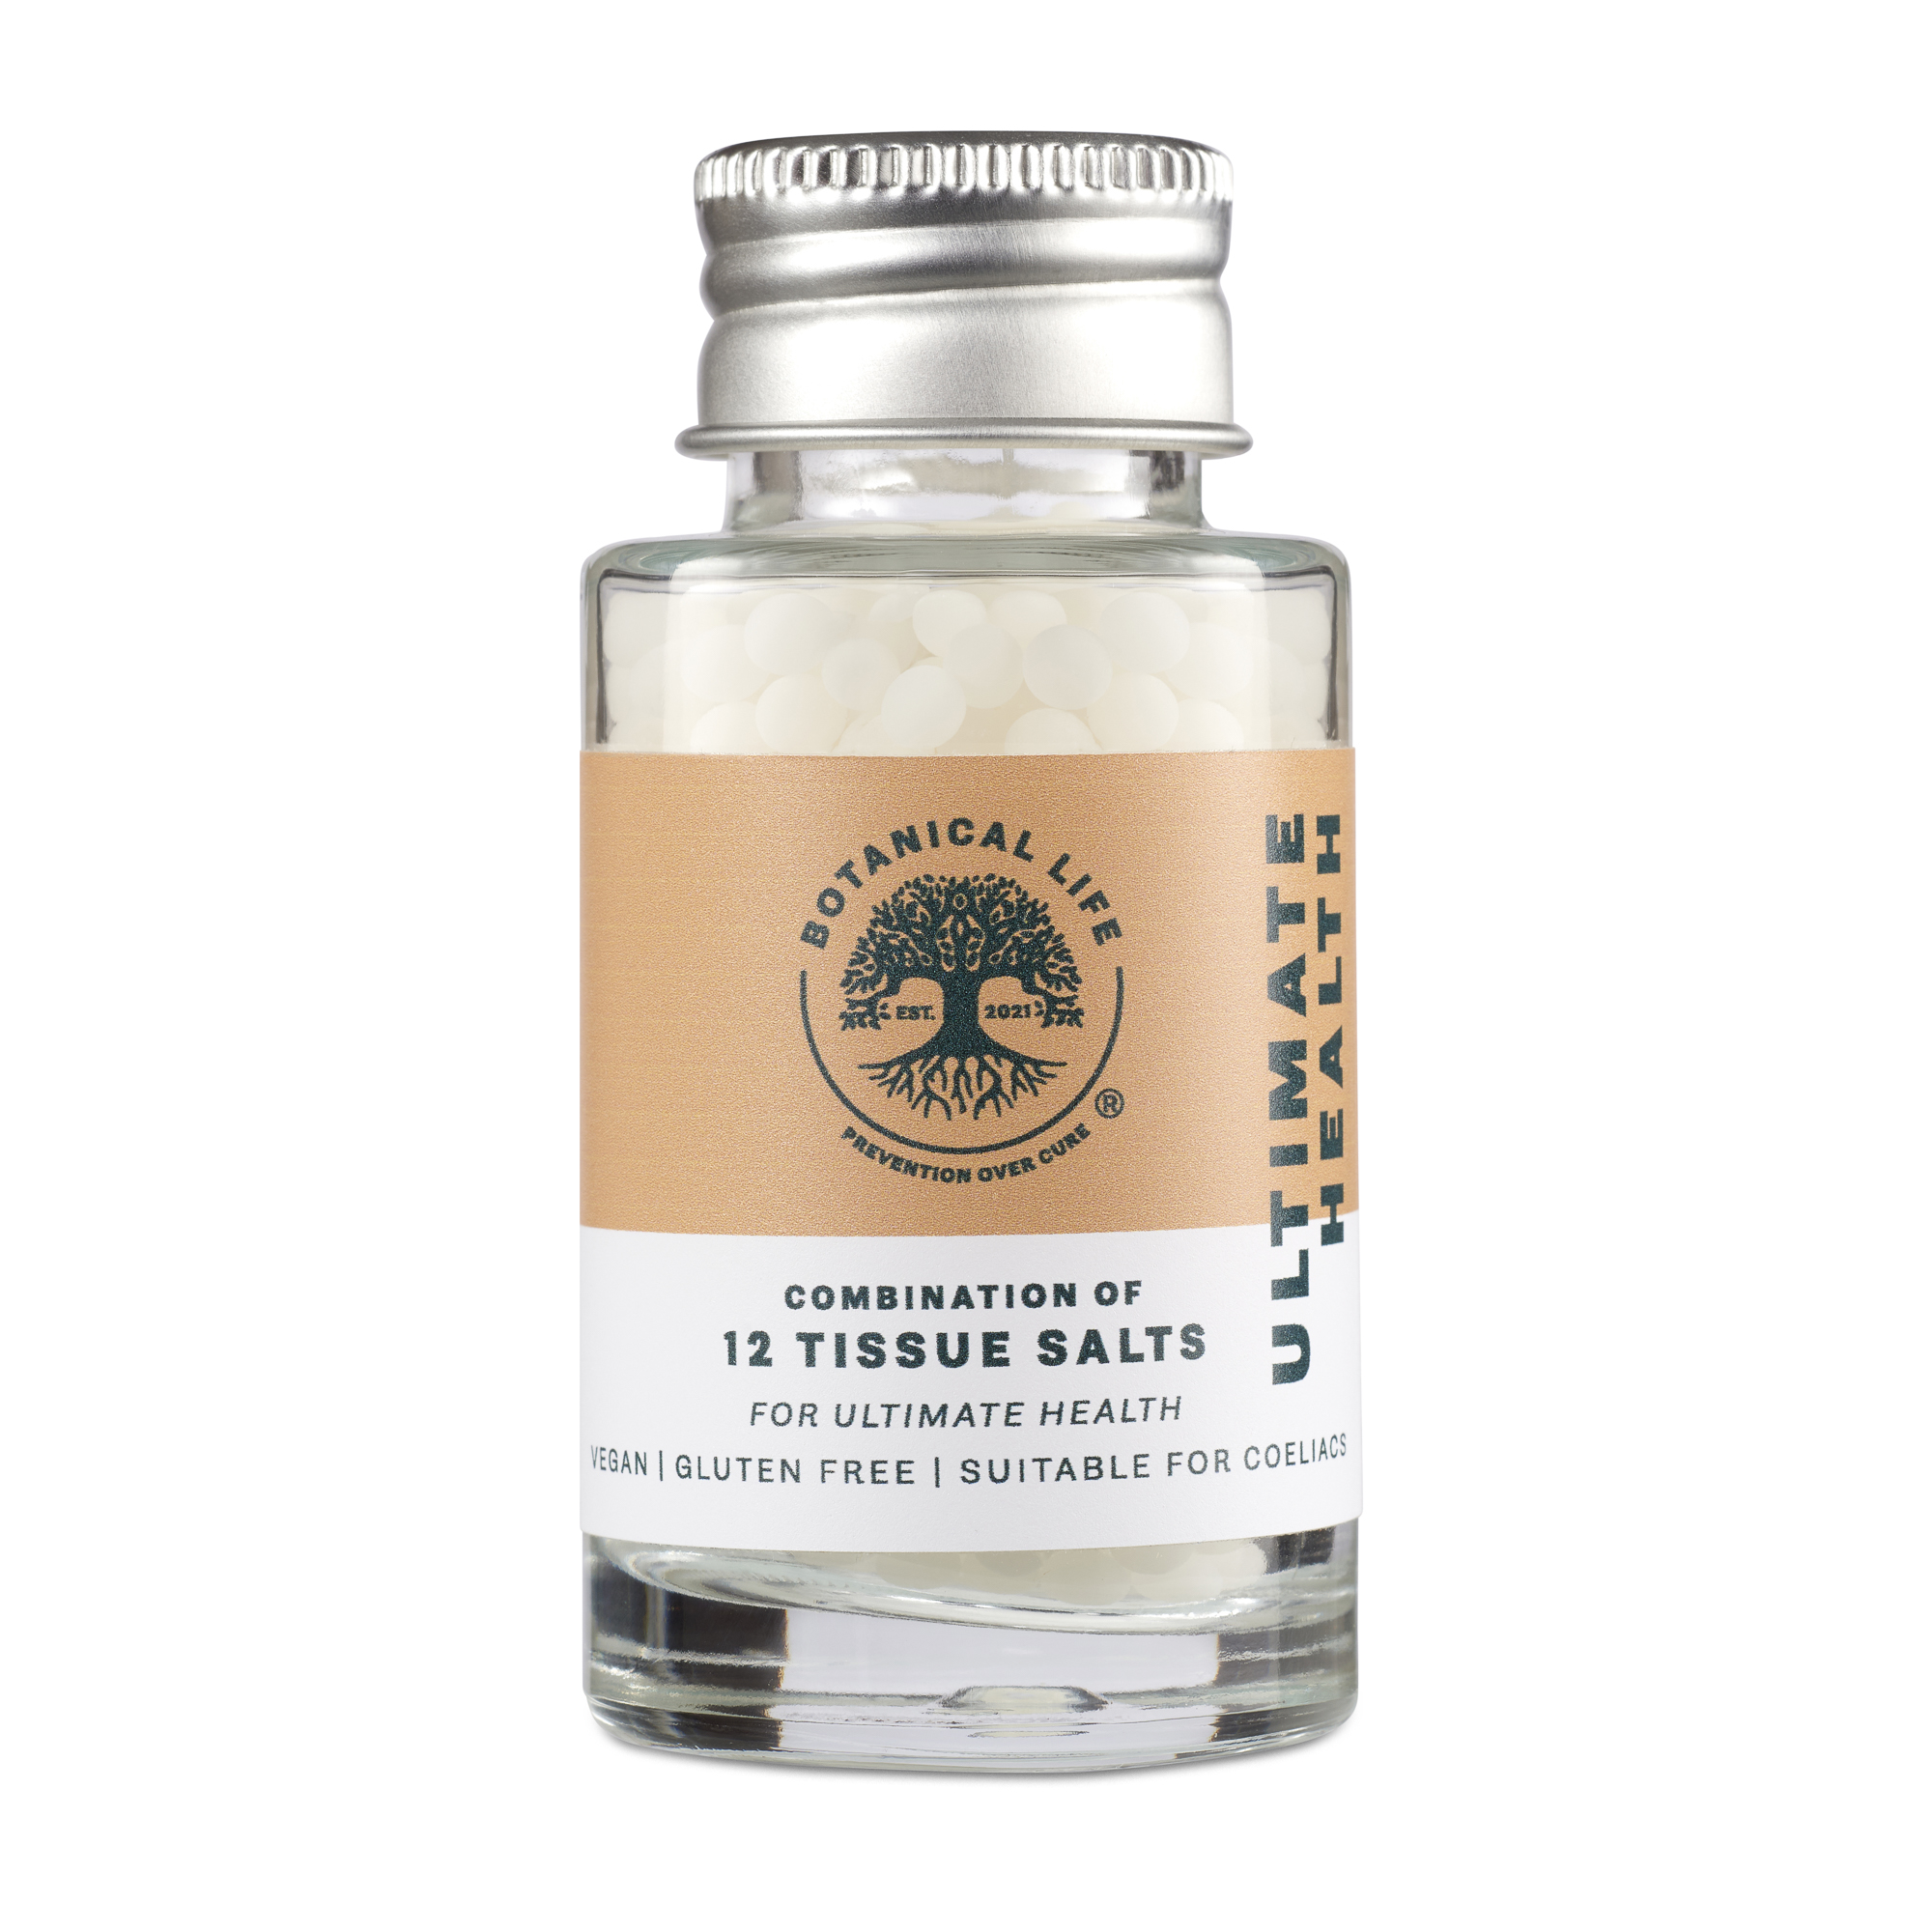 BOTANICAL LIFE
EST. 2021
®
PREVENTION OVER CURE
ULTIMATE
HEALTH
COMBINATION OF
12 TISSUE SALTS
FOR ULTIMATE HEALTH
VEGAN | GLUTEN FREE | SUITABLE FOR COELIACS